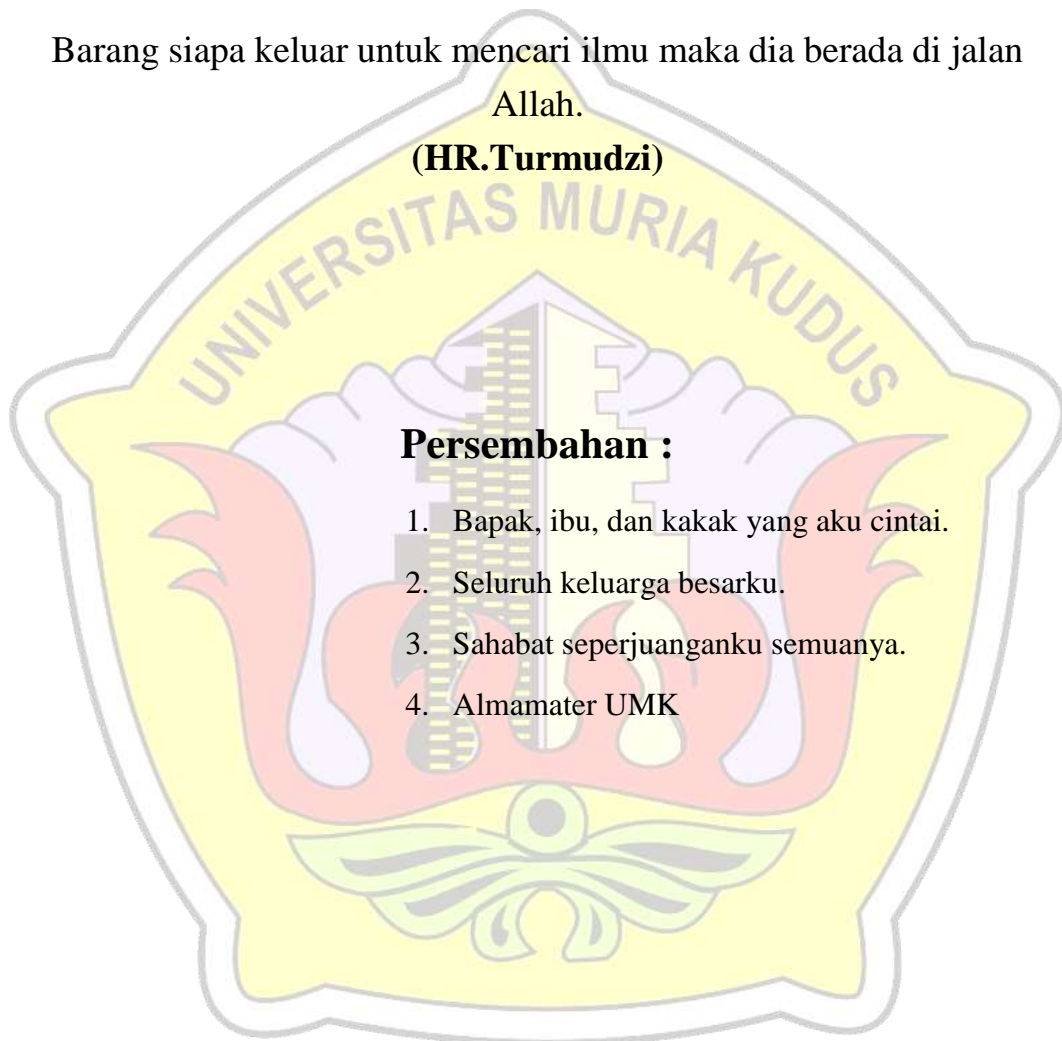 Barang siapa keluar untuk mencari ilmu maka dia berada di jalan
Allah.
(HR.Turmudzi)
UNIVERSITAS MURIA KUDUS
Persembahan :
1. Bapak, ibu, dan kakak yang aku cintai.
2. Seluruh keluarga besarku.
3. Sahabat seperjuanganku semuanya.
4. Almamater UMK